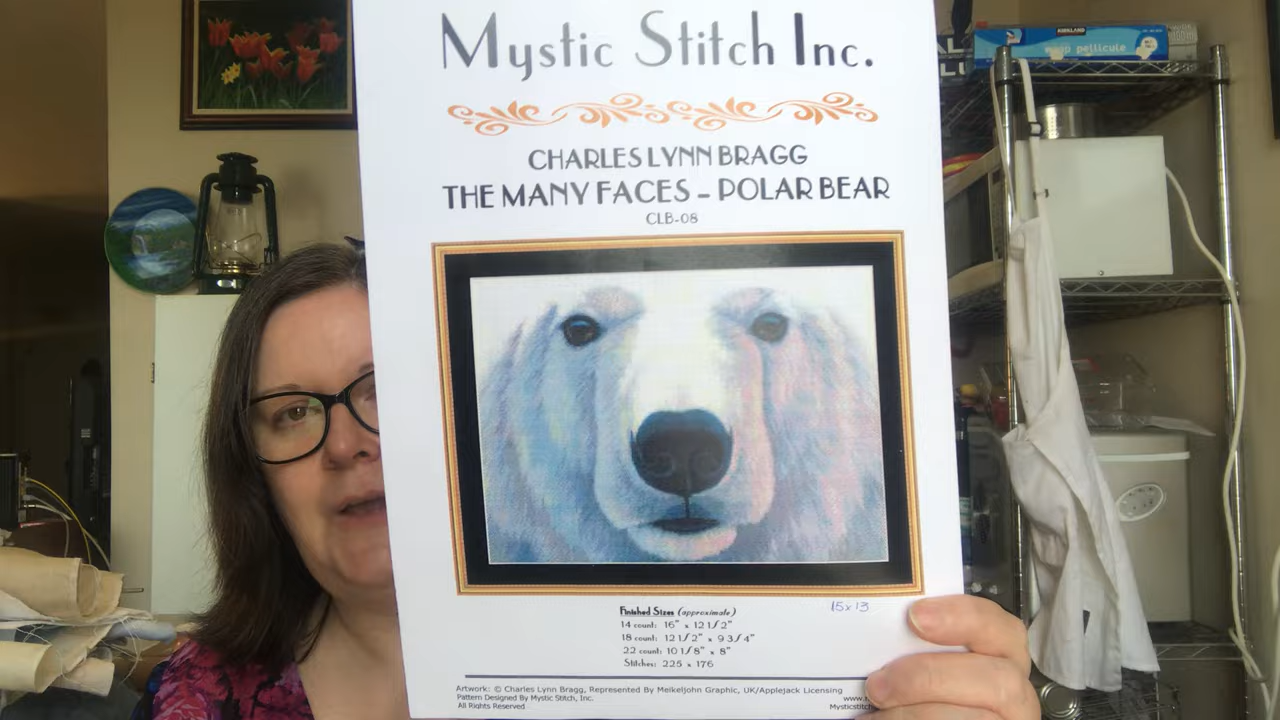 Mystic Stitch Inc.
CHARLES LYNN BRAGG
THE MANY FACES – POLAR BEAR
CLB-08
Finished Sizes (approximate)
15x13
14 count: 16" x 12 1/2"
18 count: 12 1/2" x 9 3/4"
22 count: 10 1/8" x 8"
Stitches: 225 x 176
Artwork: © Charles Lynn Bragg, Represented By Meikeljohn Graphic, UK/Applejack Licensing
Pattern Designed By Mystic Stitch, Inc.
All Rights Reserved
Mysticstitch
KIRKLAND
wrap pellicule